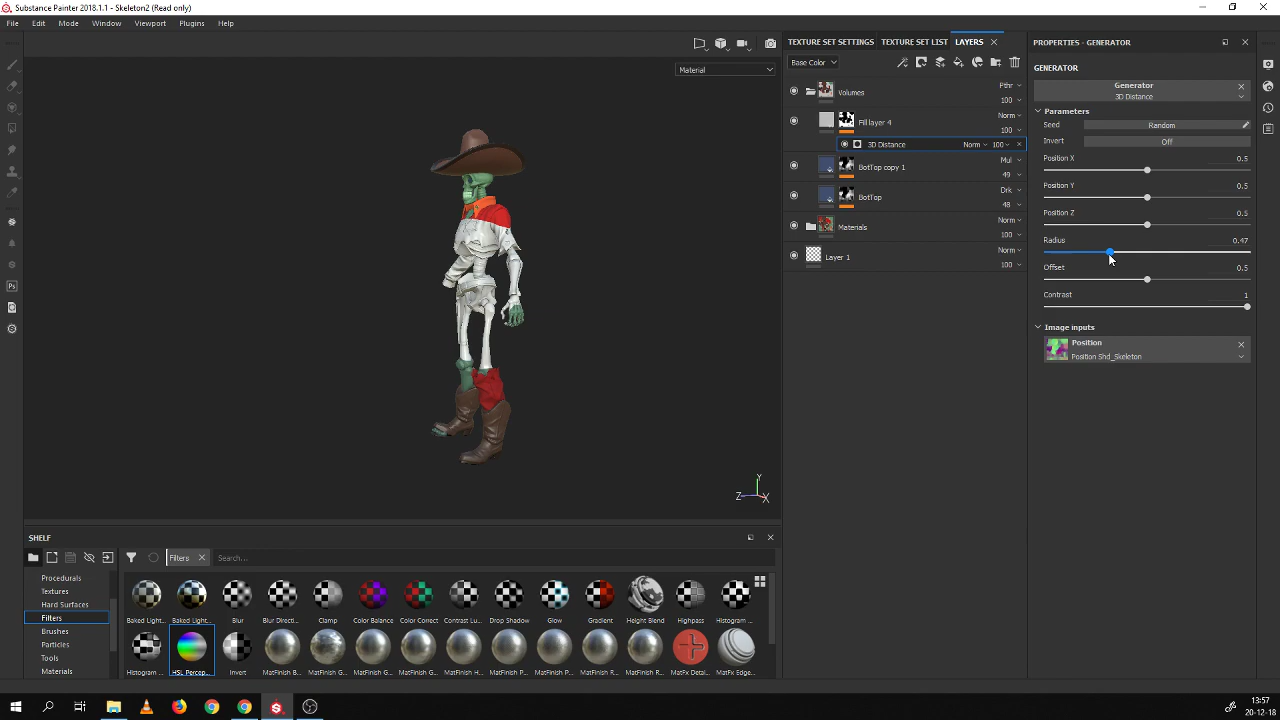 Substance Painter 2018.1.1 - Skeleton2 (Read only)
File Edit Mode Window Viewport Plugins Help
Material
TEXTURE SET SETTINGS TEXTURE SET LIST LAYERS
Base Color
Volumes Pthr 100
Fill layer 4 Norm 100
3D Distance Norm 100
BotTop copy 1 Mul 49
BotTop Drk 48
Materials Norm 100
Layer 1 Norm 100
PROPERTIES - GENERATOR
GENERATOR
Generator
3D Distance
Parameters
Seed Random
Invert Off
Position X 0.5
Position Y 0.5
Position Z 0.5
Radius 0.47
Offset 0.5
Contrast 1
Image inputs
Position
Position Shd_Skeleton
Y
Z X
SHELF
Filters Search...
Procedurals
Textures
Hard Surfaces
Filters
Brushes
Particles
Tools
Materials
Baked Light... Baked Light... Blur Blur Directi... Clamp Color Balance Color Correct Contrast Lu... Drop Shadow Glow Gradient Height Blend Highpass Histogram ...
Histogram ... HSL Percep... Invert MatFinish B... MatFinish G... MatFinish G... MatFinish G... MatFinish H... MatFinish P... MatFinish P... MatFinish R... MatFinish R... MatFx Detai... MatFx Edge...
Ps
13:57
20-12-18